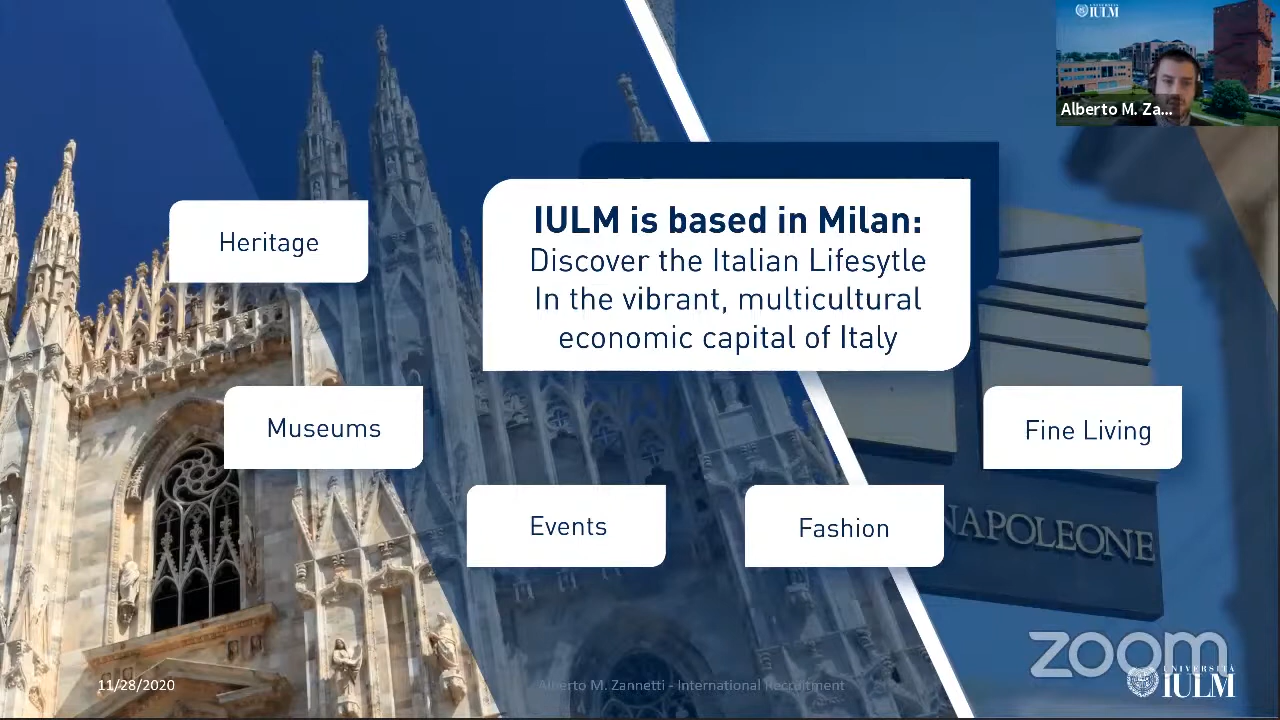 UNIVERSITÀ
IULM
Alberto M. Za...
IULM is based in Milan:
Discover the Italian Lifesytle
In the vibrant, multicultural
economic capital of Italy
Heritage
Museums
Fine Living
Events
Fashion
NAPOLEONE
zoom
11/28/2020
Alberto M. Zannetti - International Recruitment
UNIVERSITÀ
IULM